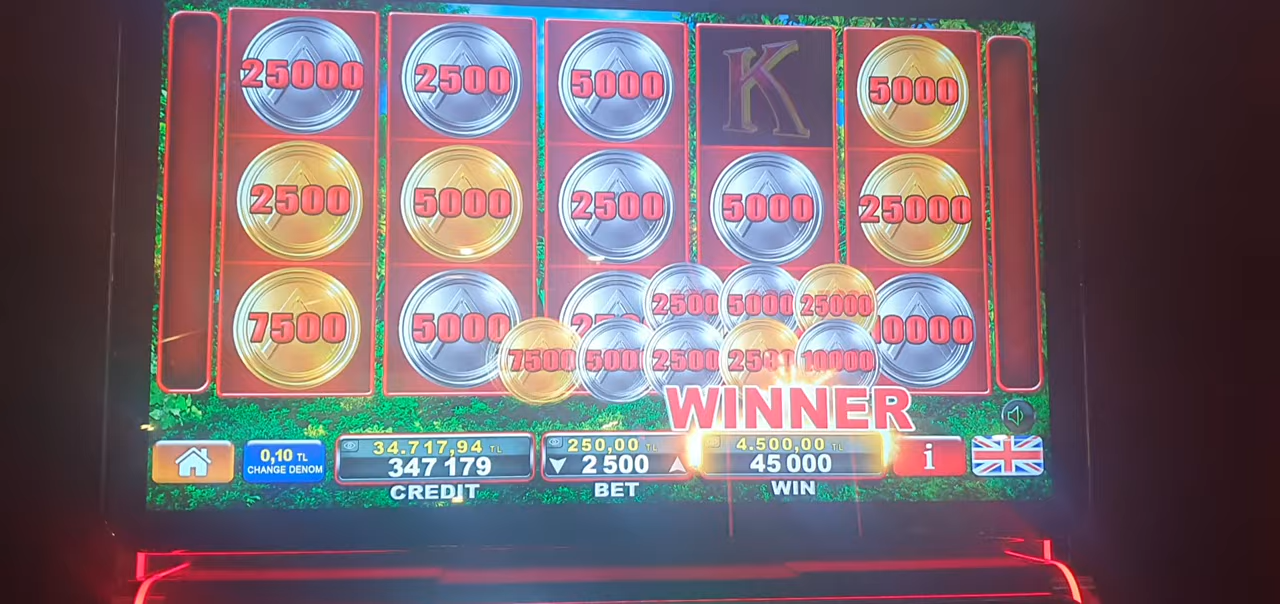 25000 2500 5000 K 5000
2500 5000 2500 5000 25000
7500 5000 10000
2500 5000 25000
7500 2500 10000
WINNER
0,10 TL
CHANGE DENOM
34.717,94 TL
347 179
CREDIT
250,00 TL
2 500
BET
4.500,00 TL
45 000
WIN
i